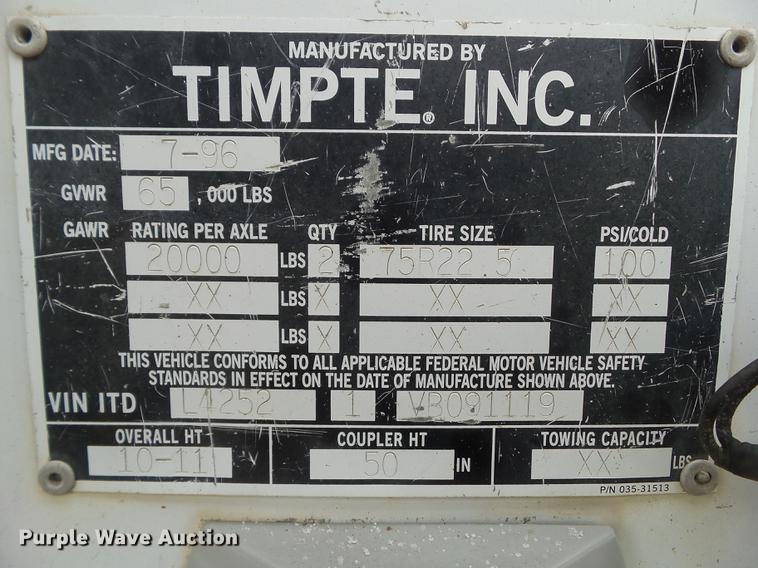 MANUFACTURED BY
TIMPTE® INC.
MFG DATE: 7-96
GVWR 65 , 000 LBS
GAWR RATING PER AXLE QTY TIRE SIZE PSI/COLD
20000 LBS 2 75R22.5 100
XX LBS X XX XX
XX LBS X XX XX
THIS VEHICLE CONFORMS TO ALL APPLICABLE FEDERAL MOTOR VEHICLE SAFETY
STANDARDS IN EFFECT ON THE DATE OF MANUFACTURE SHOWN ABOVE.
VIN ITD L4252 1 VB091119
OVERALL HT COUPLER HT TOWING CAPACITY
10-11 50 IN XX LBS
P/N 035-31513
Purple Wave Auction